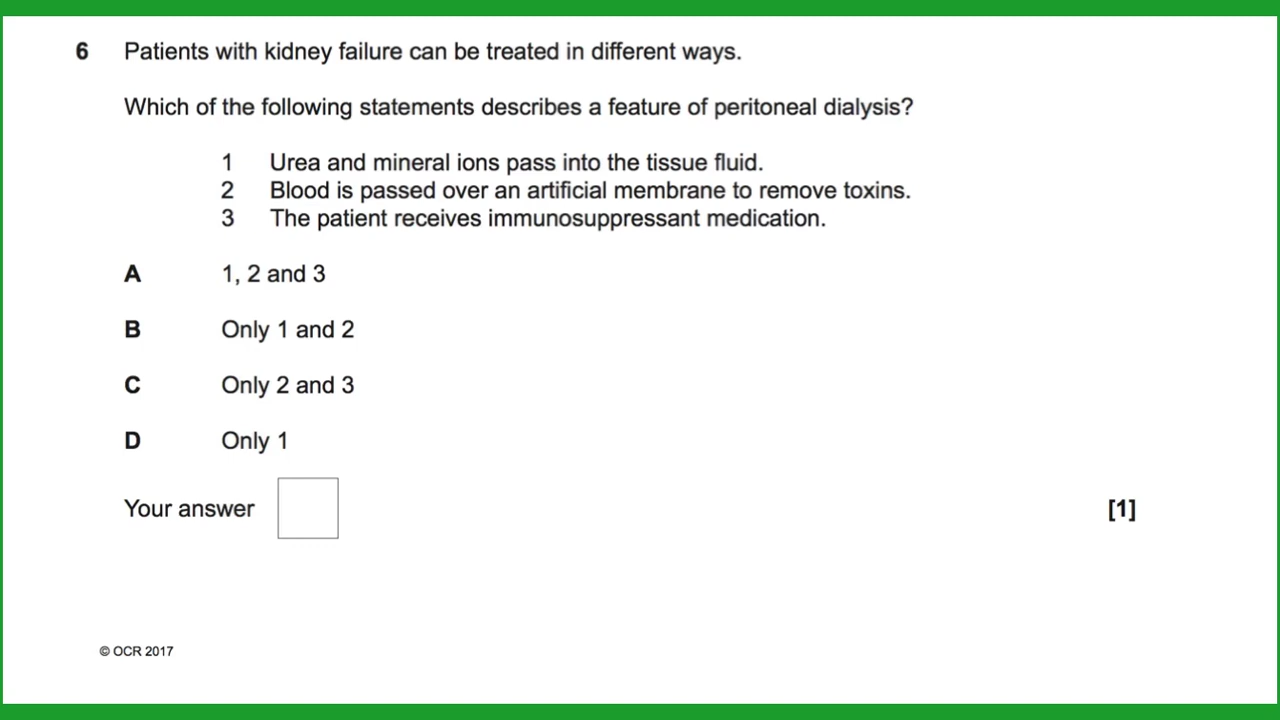 6 Patients with kidney failure can be treated in different ways.
Which of the following statements describes a feature of peritoneal dialysis?
1 Urea and mineral ions pass into the tissue fluid.
2 Blood is passed over an artificial membrane to remove toxins.
3 The patient receives immunosuppressant medication.
A 1, 2 and 3
B Only 1 and 2
C Only 2 and 3
D Only 1
Your answer [1]
© OCR 2017